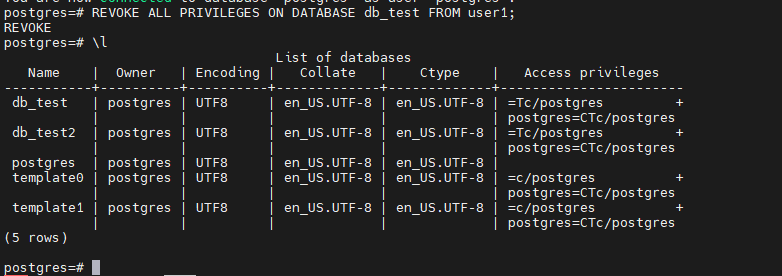 You are now connected to database "postgres" as user "postgres".
postgres=# REVOKE ALL PRIVILEGES ON DATABASE db_test FROM user1;
REVOKE
postgres=# \l
                                  List of databases
   Name    |  Owner   | Encoding |   Collate   |    Ctype    |   Access privileges
-----------+----------+----------+-------------+-------------+-----------------------
 db_test   | postgres | UTF8     | en_US.UTF-8 | en_US.UTF-8 | =Tc/postgres         +
           |          |          |             |             | postgres=CTc/postgres
 db_test2  | postgres | UTF8     | en_US.UTF-8 | en_US.UTF-8 | =Tc/postgres         +
           |          |          |             |             | postgres=CTc/postgres
 postgres  | postgres | UTF8     | en_US.UTF-8 | en_US.UTF-8 |
 template0 | postgres | UTF8     | en_US.UTF-8 | en_US.UTF-8 | =c/postgres          +
           |          |          |             |             | postgres=CTc/postgres
 template1 | postgres | UTF8     | en_US.UTF-8 | en_US.UTF-8 | =c/postgres          +
           |          |          |             |             | postgres=CTc/postgres
(5 rows)
postgres=#